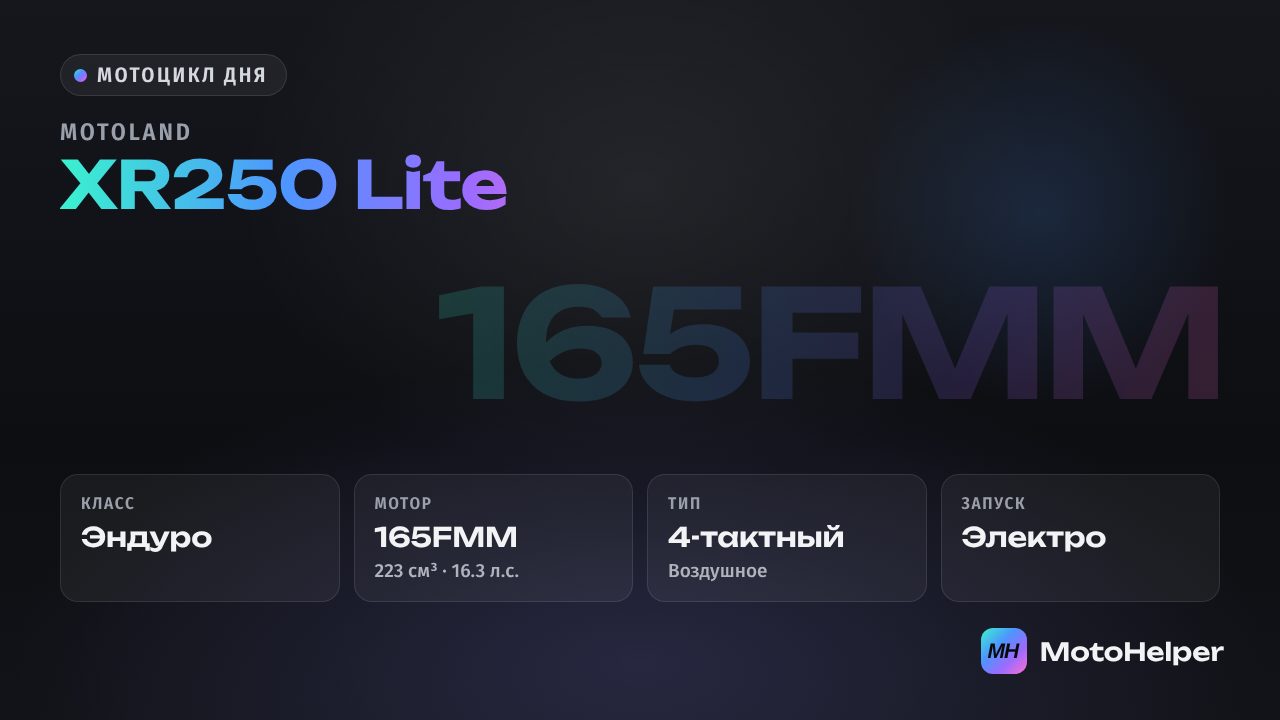 МОТОЦИКЛ ДНЯ
MOTOLAND
XR250 Lite
165FMM
КЛАСС
Эндуро
МОТОР
165FMM
223 см³ · 16.3 л.с.
ТИП
4-тактный
Воздушное
ЗАПУСК
Электро
MH MotoHelper